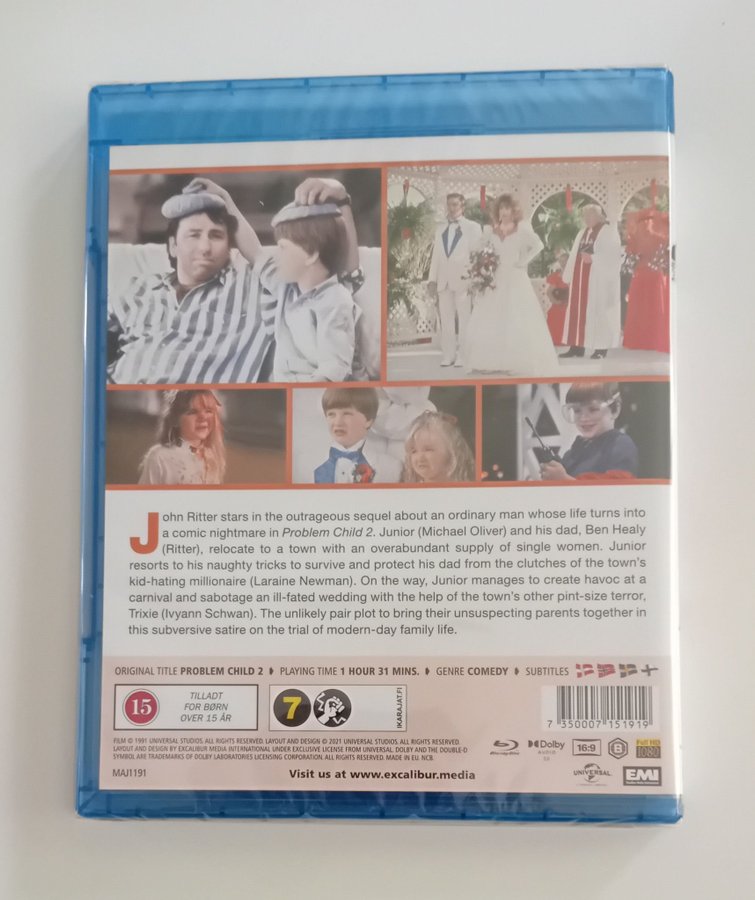 John Ritter stars in the outrageous sequel about an ordinary man whose life turns into
a comic nightmare in Problem Child 2. Junior (Michael Oliver) and his dad, Ben Healy
(Ritter), relocate to a town with an overabundant supply of single women. Junior
resorts to his naughty tricks to survive and protect his dad from the clutches of the town's
kid-hating millionaire (Laraine Newman). On the way, Junior manages to create havoc at a
carnival and sabotage an ill-fated wedding with the help of the town's other pint-size terror,
Trixie (Ivyann Schwan). The unlikely pair plot to bring their unsuspecting parents together in
this subversive satire on the trial of modern-day family life.
ORIGINAL TITLE PROBLEM CHILD 2 PLAYING TIME 1 HOUR 31 MINS. GENRE COMEDY SUBTITLES
15
TILLADT
FOR BØRN
OVER 15 ÅR
7
IKARAJAT.FI
7 350007 151919
FILM © 1991 UNIVERSAL STUDIOS. ALL RIGHTS RESERVED. LAYOUT AND DESIGN © 2021 UNIVERSAL STUDIOS. ALL RIGHTS RESERVED.
LAYOUT AND DESIGN BY EXCALIBUR MEDIA INTERNATIONAL UNDER EXCLUSIVE LICENSE FROM UNIVERSAL. DOLBY AND THE DOUBLE-D
SYMBOL ARE TRADEMARKS OF DOLBY LABORATORIES LICENSING CORPORATION. ALL RIGHTS RESERVED. MADE IN EU. NCB.
Blu-ray Disc
Dolby
AUDIO
16:9
B
Full HD
1080
MAJ1191
Visit us at www.excalibur.media
UNIVERSAL
EMI